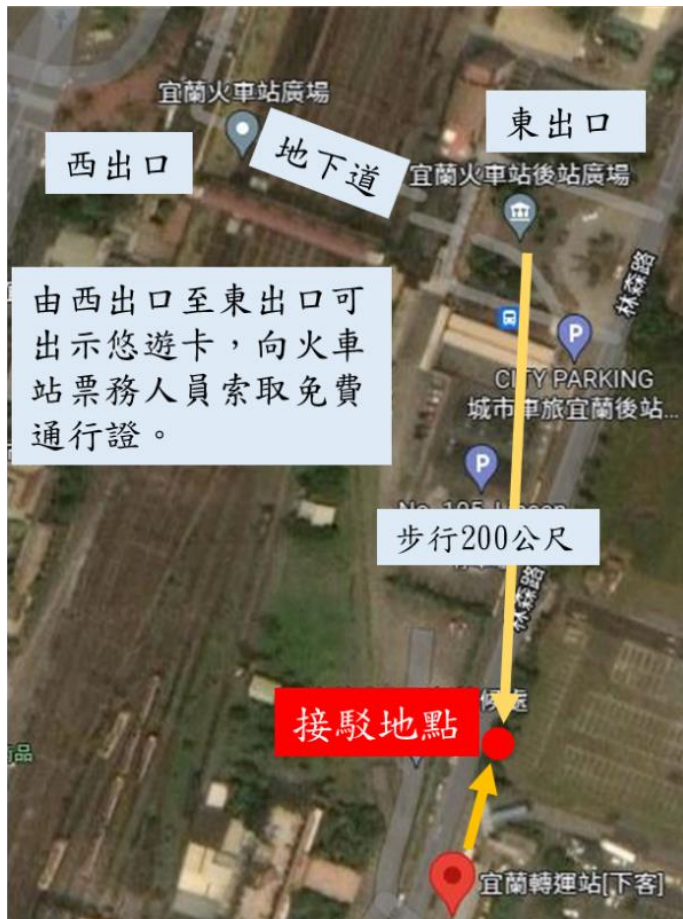 宜蘭火車站廣場
東出口
西出口
地下道
宜蘭火車站後站廣場
由西出口至東出口可
出示悠遊卡，向火車
站票務人員索取免費
通行證。
林森路
P
CITY PARKING
城市車旅宜蘭後站...
P
步行200公尺
林森路
接駁地點
宜蘭轉運站[下客]